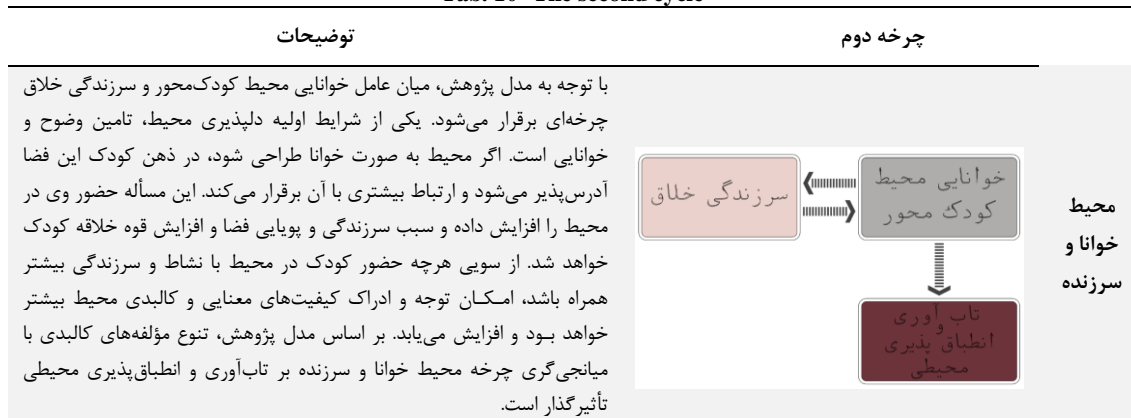 Tab. 10- The second cycle
چرخه دوم
توضیحات
محیط
خوانا و
سرزنده
خوانایی محیط
کودک محور
سرزندگی خلاق
تاب آوری
و
انطباق پذیری
محیطی
با توجه به مدل پژوهش، میان عامل خوانایی محیط کودک‌محور و سرزندگی خلاق
چرخه‌ای برقرار می‌شود. یکی از شرایط اولیه دلپذیری محیط، تامین وضوح و
خوانایی است. اگر محیط به صورت خوانا طراحی شود، در ذهن کودک این فضا
آدرس‌پذیر می‌شود و ارتباط بیشتری با آن برقرار می‌کند. این مسأله حضور وی در
محیط را افزایش داده و سبب سرزندگی و پویایی فضا و افزایش قوه خلاقه کودک
خواهد شد. از سویی هرچه حضور کودک در محیط با نشاط و سرزندگی بیشتر
همراه باشد، امـکـان توجه و ادراک کیفیت‌های معنایی و کالبدی محیط بیشتر
خواهد بـود و افزایش می‌یابد. بر اساس مدل پژوهش، تنوع مؤلفه‌های کالبدی با
میانجی‌گری چرخه محیط خوانا و سرزنده بر تاب‌آوری و انطباق‌پذیری محیطی
تأثیرگذار است.